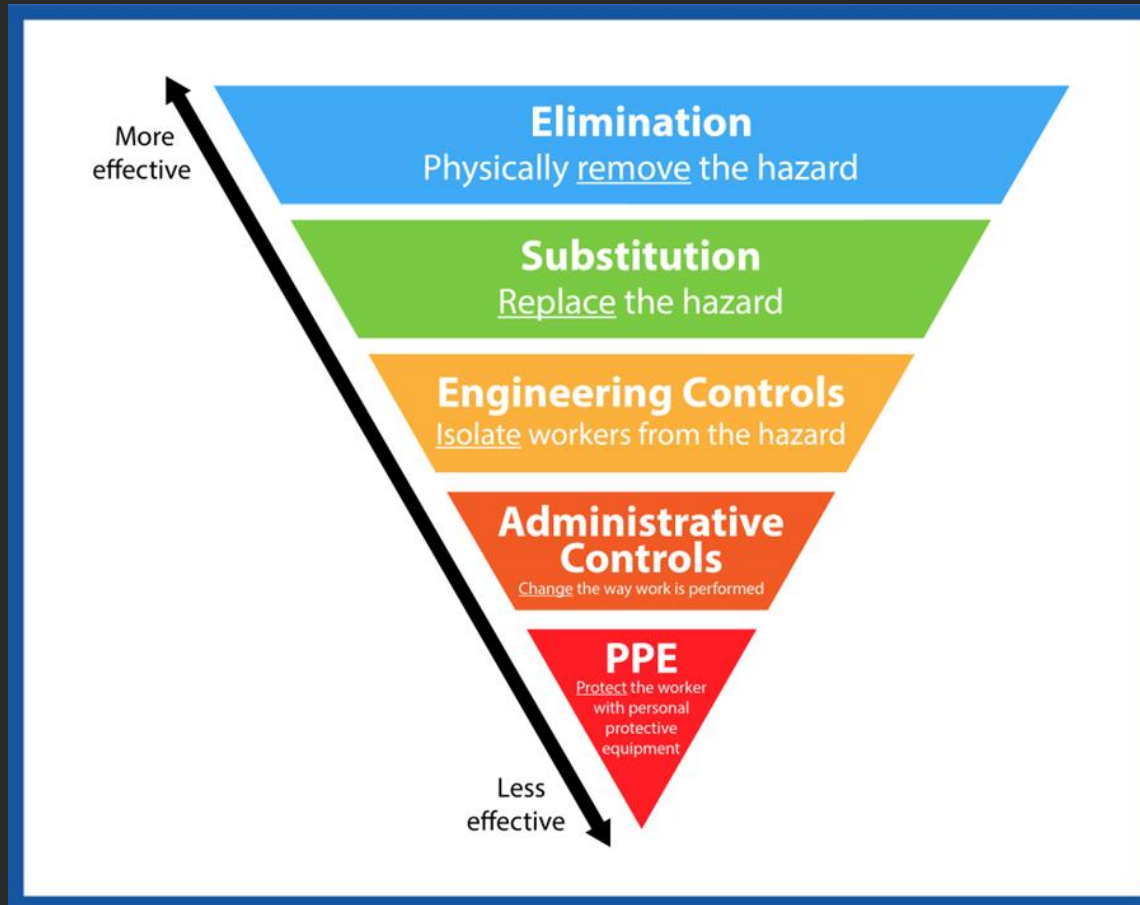 More
effective
Elimination
Physically remove the hazard
Substitution
Replace the hazard
Engineering Controls
Isolate workers from the hazard
Administrative
Controls
Change the way work is performed
PPE
Protect the worker
with personal
protective
equipment
Less
effective